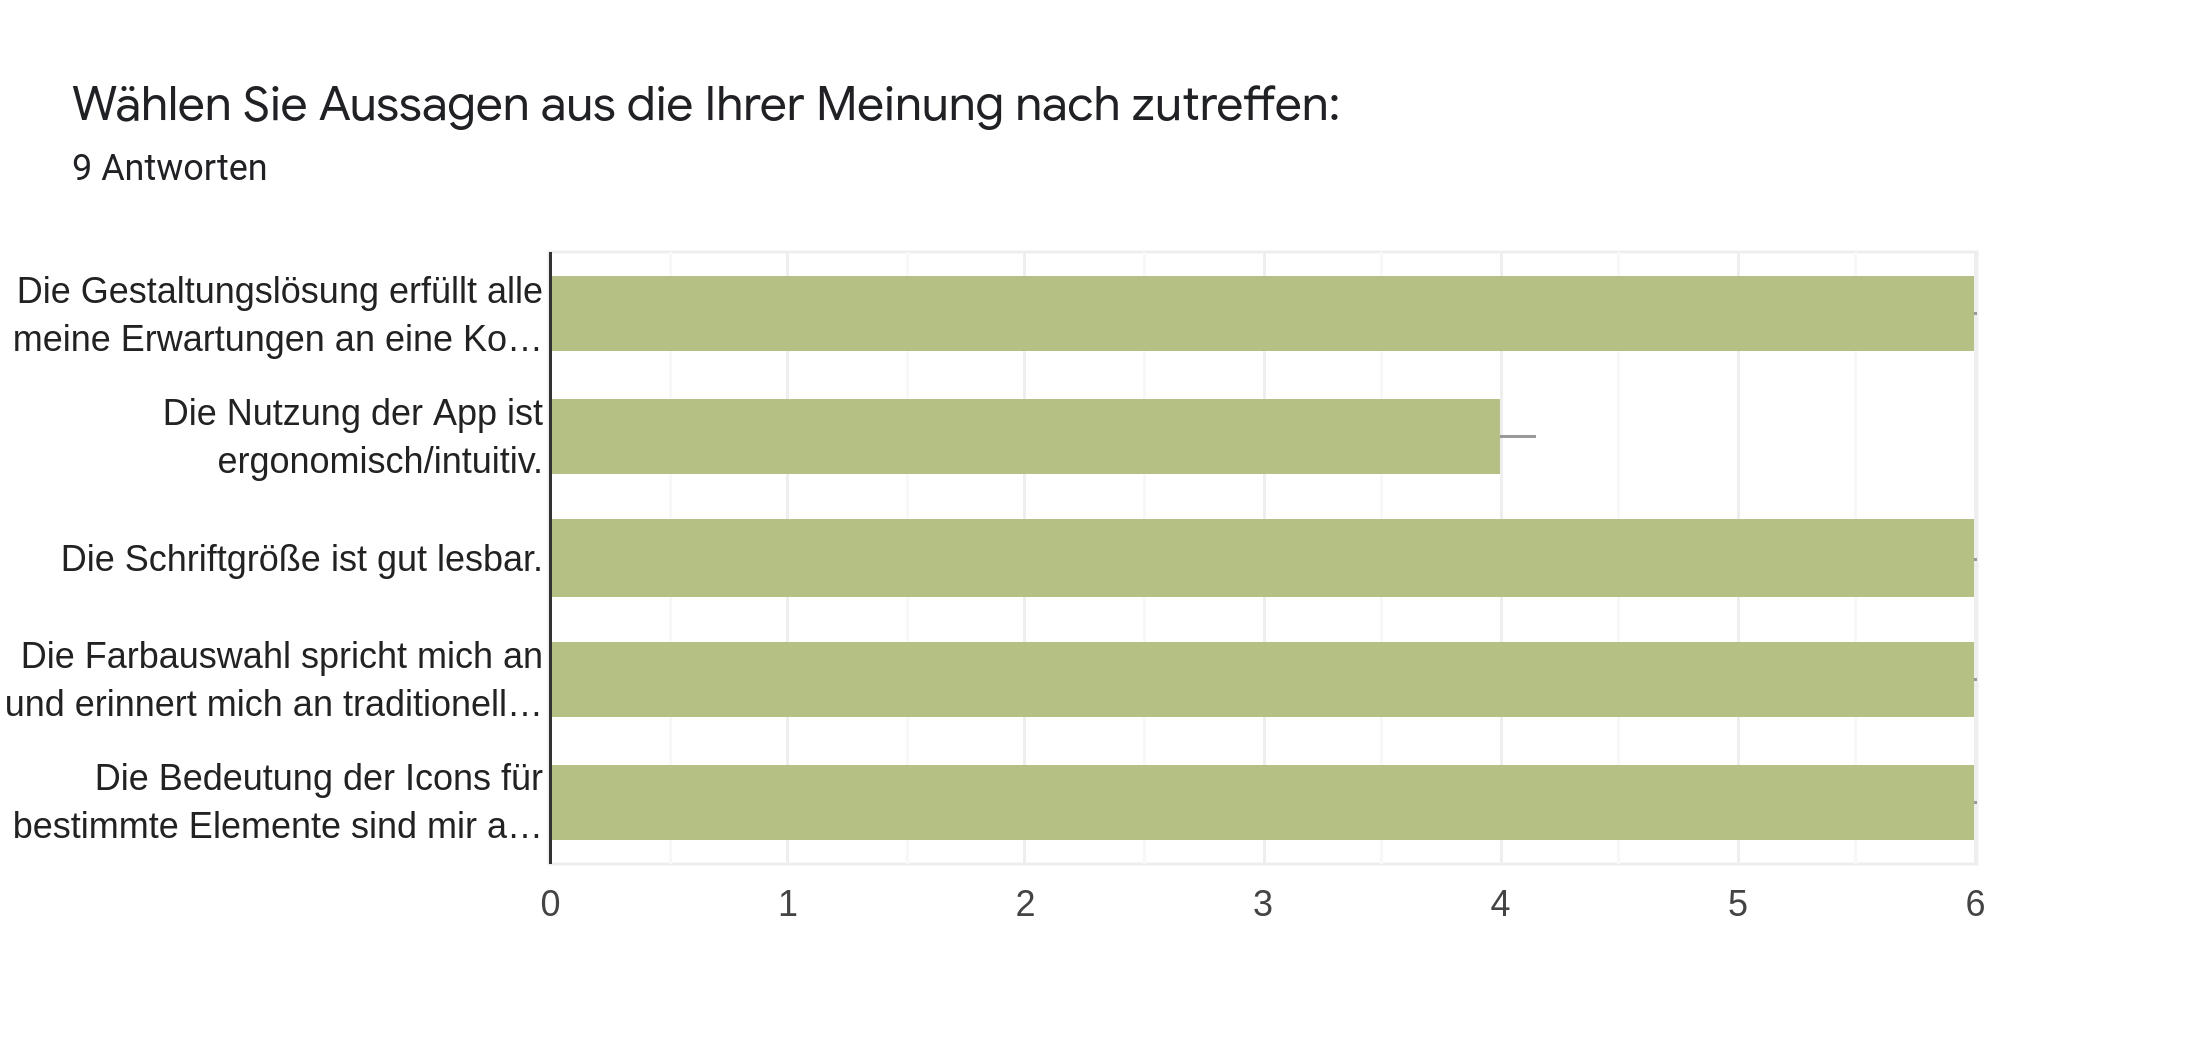 Wählen Sie Aussagen aus die Ihrer Meinung nach zutreffen:
9 Antworten
Die Gestaltungslösung erfüllt alle
meine Erwartungen an eine Ko…
Die Nutzung der App ist
ergonomisch/intuitiv.
Die Schriftgröße ist gut lesbar.
Die Farbauswahl spricht mich an
und erinnert mich an traditionell…
Die Bedeutung der Icons für
bestimmte Elemente sind mir a…
0 1 2 3 4 5 6